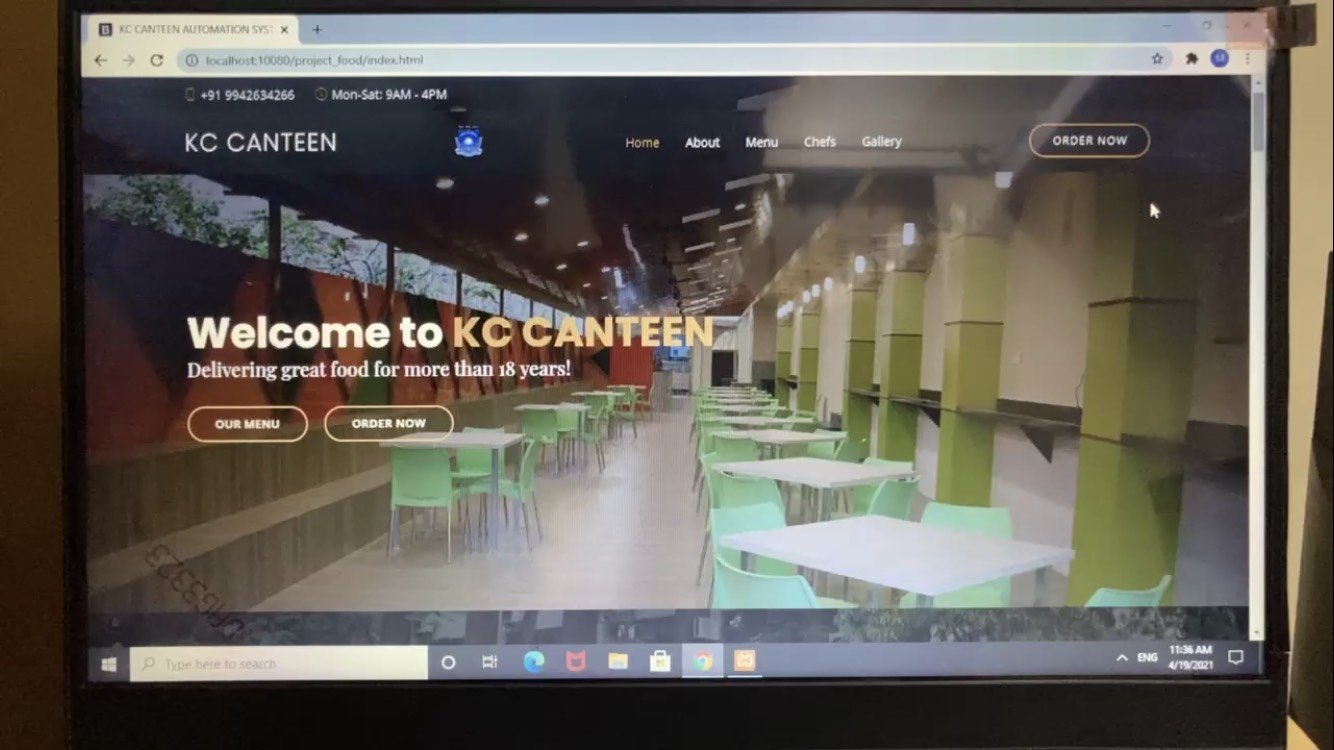 KC CANTEEN AUTOMATION SYS
localhost:10080/project_food/index.html
+91 9942634266 Mon-Sat: 9AM - 4PM
KC CANTEEN Home About Menu Chefs Gallery ORDER NOW
Welcome to KC CANTEEN
Delivering great food for more than 18 years!
OUR MENU ORDER NOW
Type here to search
ENG 11:36 AM
4/19/2021